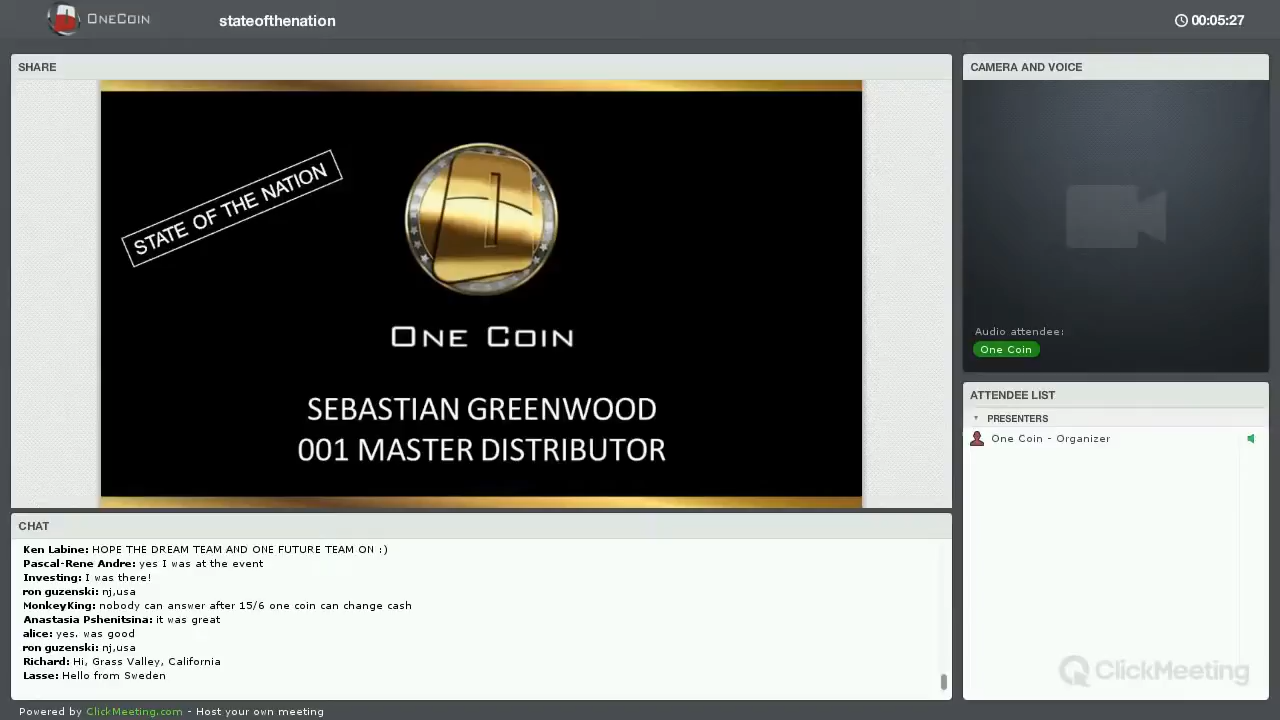 OneCoin
stateofthenation
00:05:27
SHARE
STATE OF THE NATION
One Coin
SEBASTIAN GREENWOOD
001 MASTER DISTRIBUTOR
CAMERA AND VOICE
Audio attendee:
One Coin
ATTENDEE LIST
PRESENTERS
One Coin - Organizer
CHAT
Ken Labine: HOPE THE DREAM TEAM AND ONE FUTURE TEAM ON :)
Pascal-Rene Andre: yes I was at the event
Investing: I was there!
ron guzenski: nj,usa
MonkeyKing: nobody can answer after 15/6 one coin can change cash
Anastasia Pshenitsina: it was great
alice: yes. was good
ron guzenski: nj,usa
Richard: Hi, Grass Valley, California
Lasse: Hello from Sweden
ClickMeeting
Powered by ClickMeeting.com - Host your own meeting